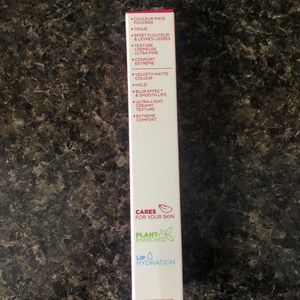 • COULEUR MATE
POUDRÉE
• TENUE
• EFFET FLOUTEUR
& LÈVRES LISSÉES
• TEXTURE
CRÉMEUSE
ULTRA FINE
• CONFORT
EXTRÊME
• VELVETY-MATTE
COLOUR
• HOLD
• BLUR EFFECT
& SMOOTH LIPS
• ULTRA-LIGHT,
CREAMY
TEXTURE
• EXTREME
COMFORT
CARES
FOR YOUR SKIN
PLANT-
ENRICHED
LIP
HYDRATION